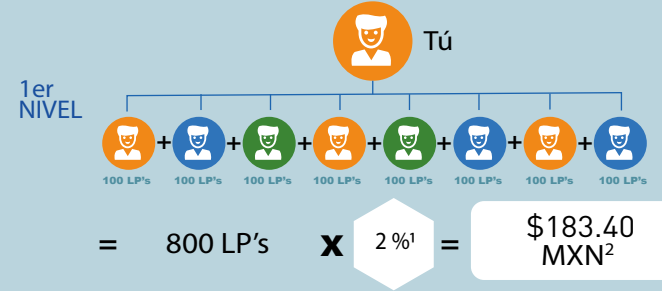 Tú
1er
NIVEL
+ + + + + + +
100 LP's 100 LP's 100 LP's 100 LP's 100 LP's 100 LP's 100 LP's 100 LP's
= 800 LP's x 2 %¹ = $183.40
MXN²